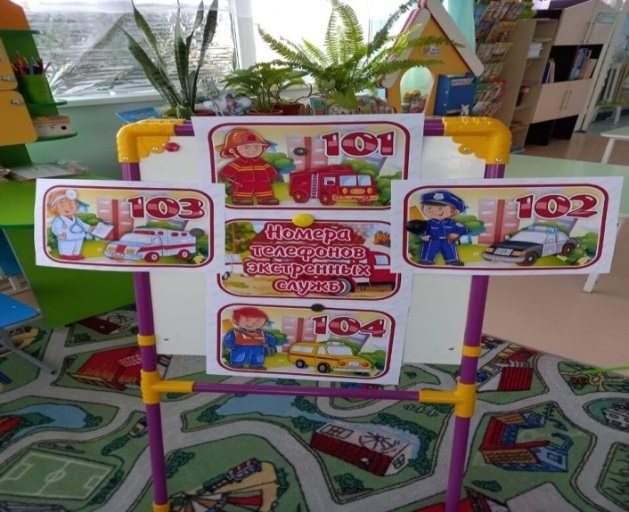 101
103
102
Номера
телефонов
экстренных
служб
104